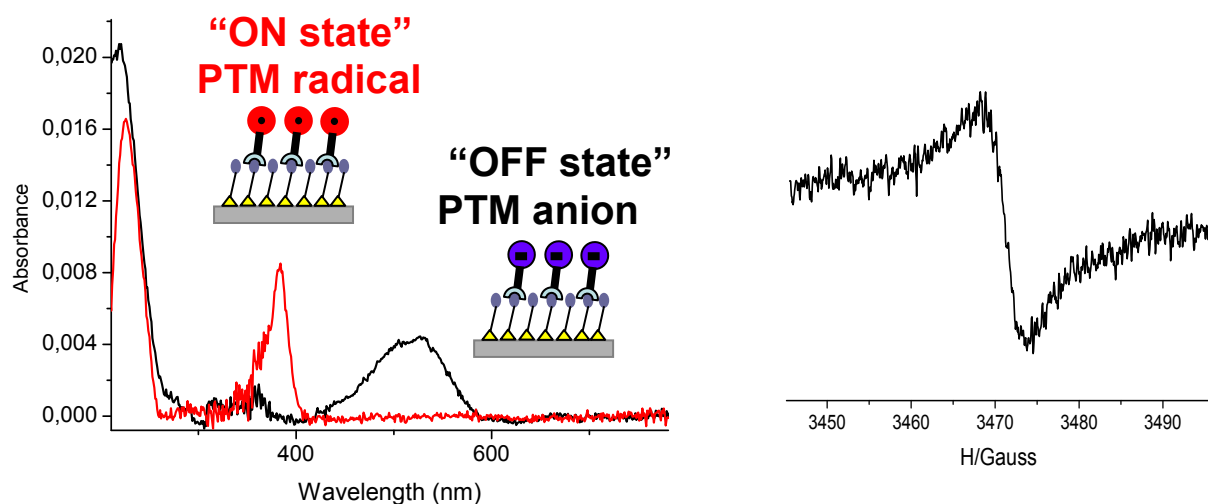 “ON state”
PTM radical
“OFF state”
PTM anion
Absorbance
0,020
0,016
0,012
0,008
0,004
0,000
400
600
Wavelength (nm)
3450
3460
3470
3480
3490
H/Gauss